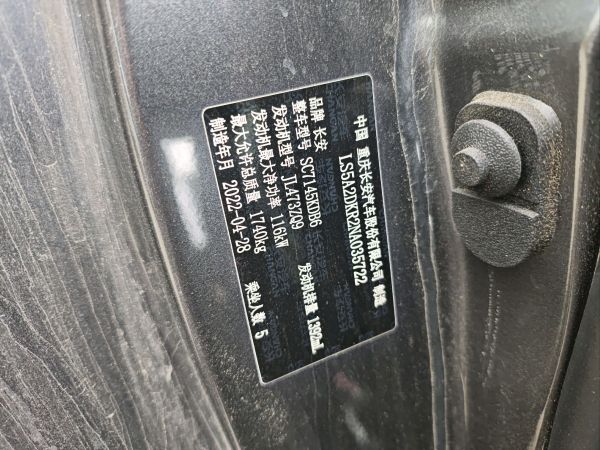 中国 重庆长安汽车股份有限公司 制造
LS5A2DKR2NA035722
品牌 长安
整车型号 SC7145KDB6
发动机型号 JL473ZQ9 发动机排量 1392mL
发动机最大净功率 116kW
最大允许总质量 1740kg 乘坐人数 5
制造年月 2022-04-28